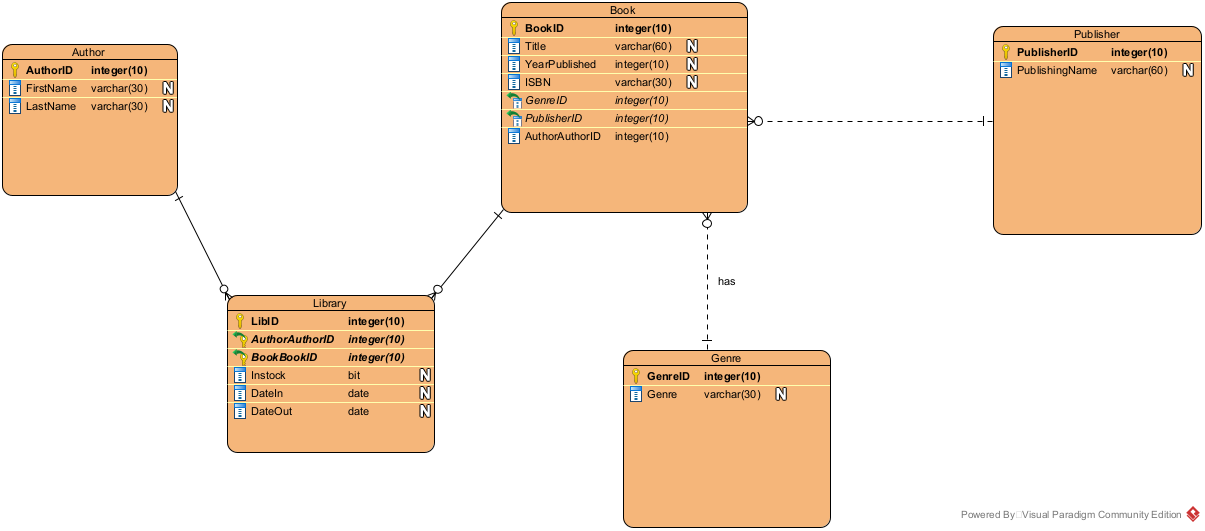 Author
AuthorID integer(10)
FirstName varchar(30) N
LastName varchar(30) N
Book
BookID integer(10)
Title varchar(60) N
YearPublished integer(10) N
ISBN varchar(30) N
GenreID integer(10)
PublisherID integer(10)
AuthorAuthorID integer(10)
Publisher
PublisherID integer(10)
PublishingName varchar(60) N
has
Library
LibID integer(10)
AuthorAuthorID integer(10)
BookBookID integer(10)
Instock bit N
DateIn date N
DateOut date N
Genre
GenreID integer(10)
Genre varchar(30) N
Powered By Visual Paradigm Community Edition